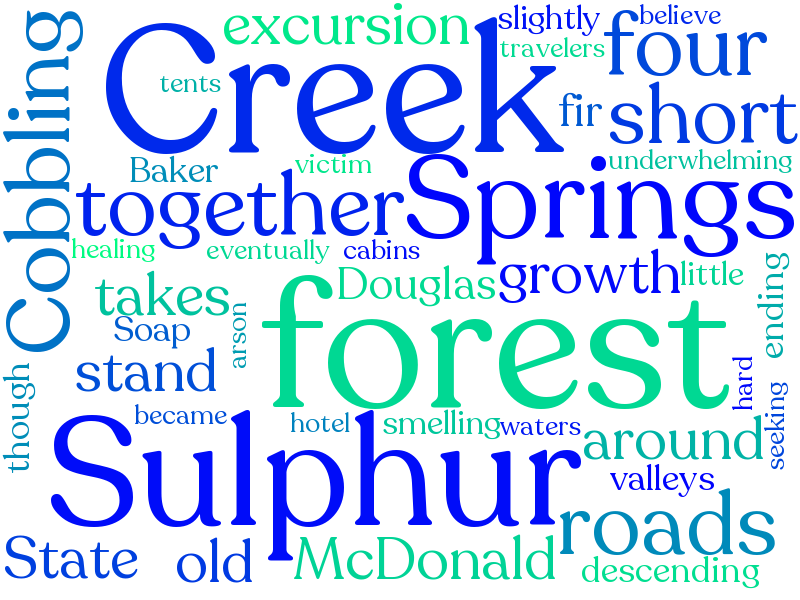 Cobbling
excursion
slightly
believe
travelers
four
Creek
tents
fir
short
Baker
victim
underwhelming
together
Springs
healing
eventually
cabins
growth
little
Douglas
takes
ending
forest
Soap
arson
stand
though
hard
seeking
became
hotel
smelling
waters
around
Sulphur
valleys
roads
State
old
McDonald
descending